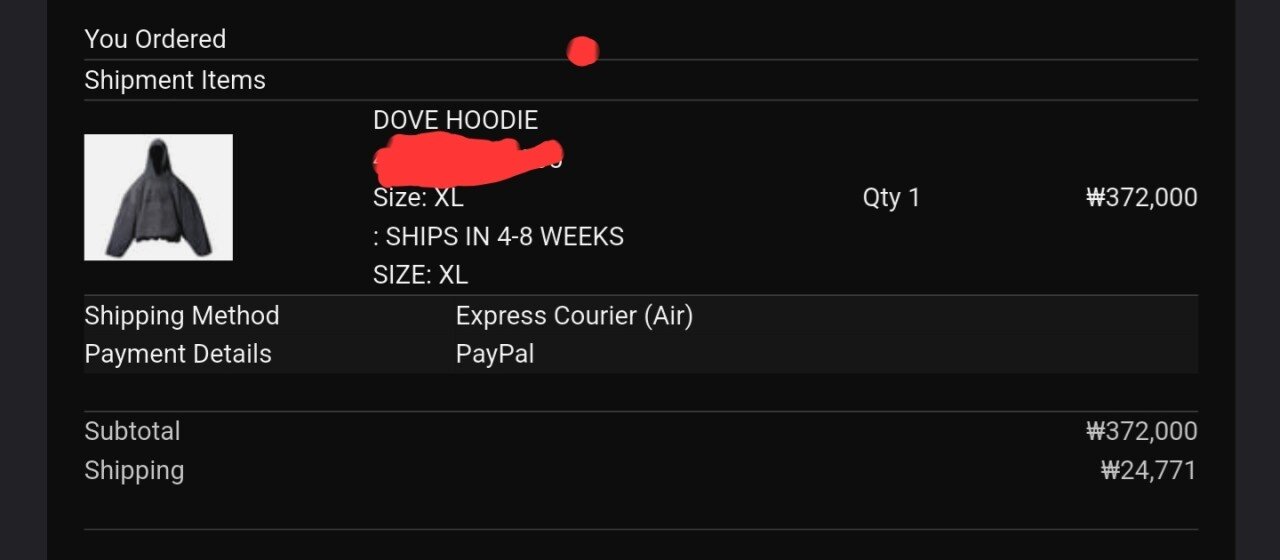 You Ordered
Shipment Items
DOVE HOODIE
Size: XL
Qty 1
₩372,000
: SHIPS IN 4-8 WEEKS
SIZE: XL
Shipping Method Express Courier (Air)
Payment Details PayPal
Subtotal ₩372,000
Shipping ₩24,771